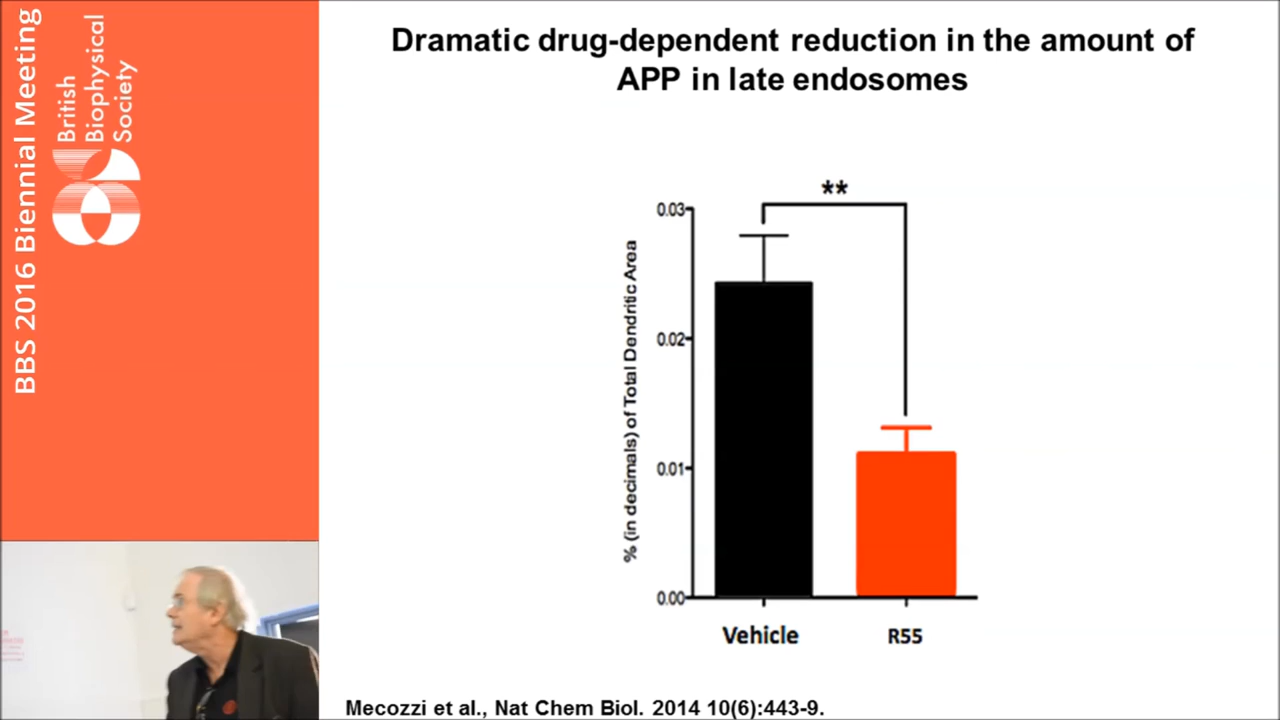 BBS 2016 Biennial Meeting
British
Biophysical
Society
Dramatic drug-dependent reduction in the amount of
APP in late endosomes
**
% (in decimals) of Total Dendritic Area
0.03
0.02
0.01
0.00
Vehicle
R55
Mecozzi et al., Nat Chem Biol. 2014 10(6):443-9.